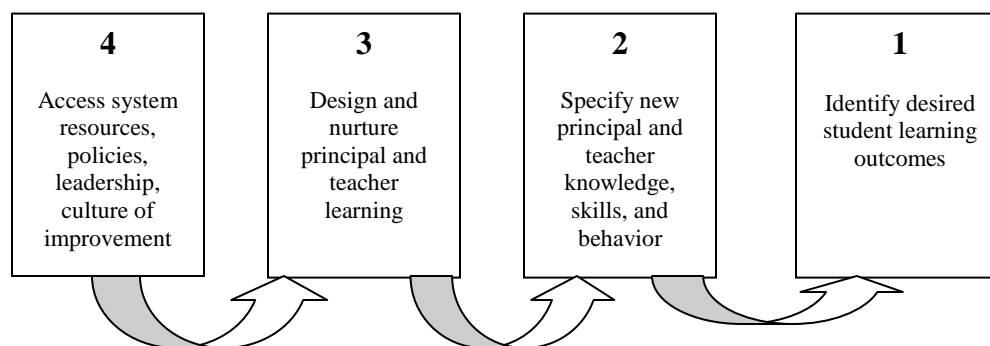 4
Access system
resources,
policies,
leadership,
culture of
improvement
3
Design and
nurture
principal and
teacher
learning
2
Specify new
principal and
teacher
knowledge,
skills, and
behavior
1
Identify desired
student learning
outcomes